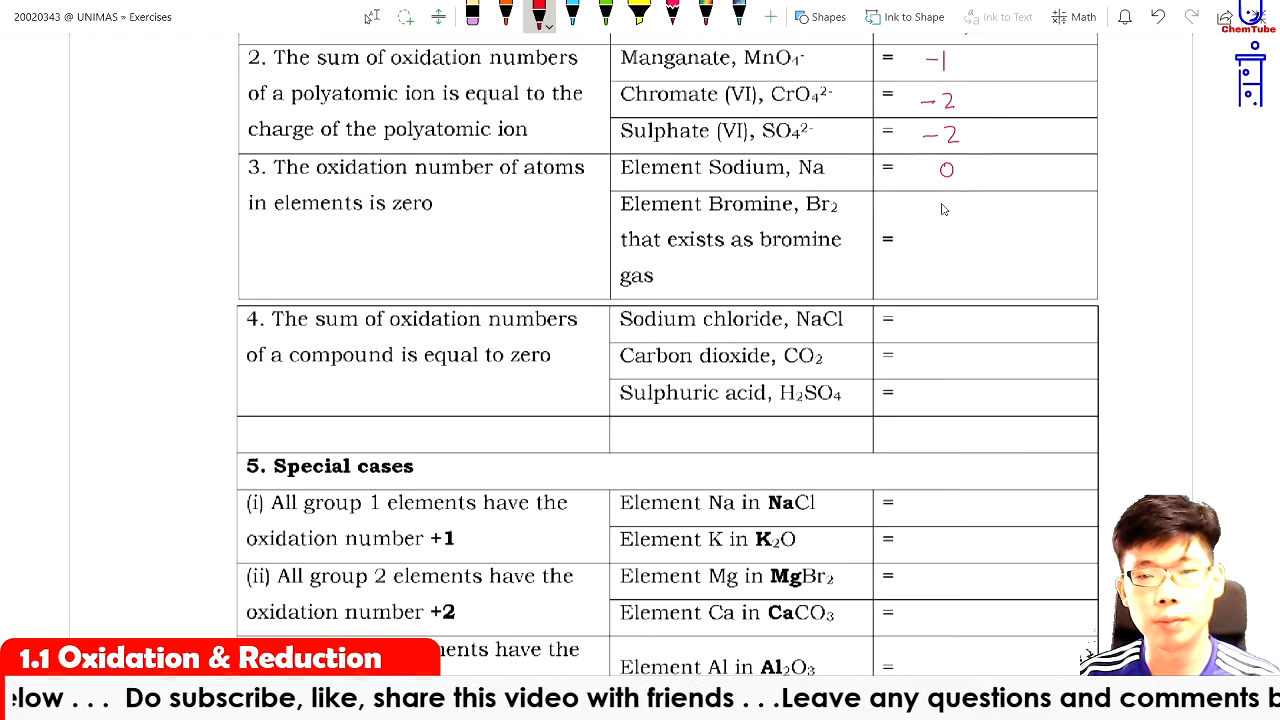 20020343 @ UNIMAS » Exercises
Shapes
Ink to Shape
Ink to Text
Math
ChemTube
2. The sum of oxidation numbers
of a polyatomic ion is equal to the
charge of the polyatomic ion
Manganate, MnO₄⁻
= -1
Chromate (VI), CrO₄²⁻
= -2
Sulphate (VI), SO₄²⁻
= -2
3. The oxidation number of atoms
in elements is zero
Element Sodium, Na
= 0
Element Bromine, Br₂
that exists as bromine
gas
=
4. The sum of oxidation numbers
of a compound is equal to zero
Sodium chloride, NaCl
=
Carbon dioxide, CO₂
=
Sulphuric acid, H₂SO₄
=
5. Special cases
(i) All group 1 elements have the
oxidation number +1
Element Na in NaCl
=
Element K in K₂O
=
(ii) All group 2 elements have the
oxidation number +2
Element Mg in MgBr₂
=
Element Ca in CaCO₃
=
ents have the
Element Al in Al₂O₃
=
1.1 Oxidation & Reduction
low . . . Do subscribe, like, share this video with friends . . .Leave any questions and comments b